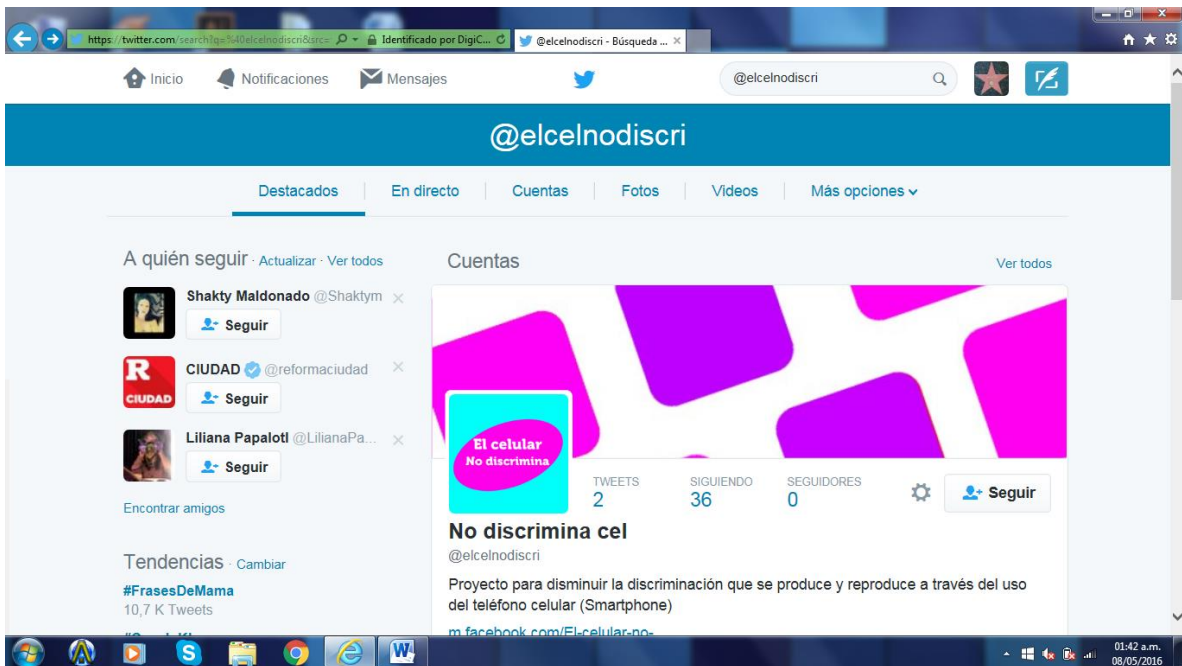 https://twitter.com/search?q=%40elcelnodiscri&src=
Identificado por DigiC...
@elcelnodiscri - Búsqueda ...
Inicio
Notificaciones
Mensajes
@elcelnodiscri
@elcelnodiscri
Destacados
En directo
Cuentas
Fotos
Videos
Más opciones
A quién seguir · Actualizar · Ver todos
Shakty Maldonado @Shaktym
Seguir
R
CIUDAD
CIUDAD @reformaciudad
Seguir
Liliana Papalotl @LilianaPa...
Seguir
Encontrar amigos
Tendencias · Cambiar
#FrasesDeMama
10,7 K Tweets
Cuentas
Ver todos
El celular
No discrimina
TWEETS
2
SIGUIENDO
36
SEGUIDORES
0
Seguir
No discrimina cel
@elcelnodiscri
Proyecto para disminuir la discriminación que se produce y reproduce a través del uso
del teléfono celular (Smartphone)
m.facebook.com/El-celular-no-
01:42 a.m.
08/05/2016